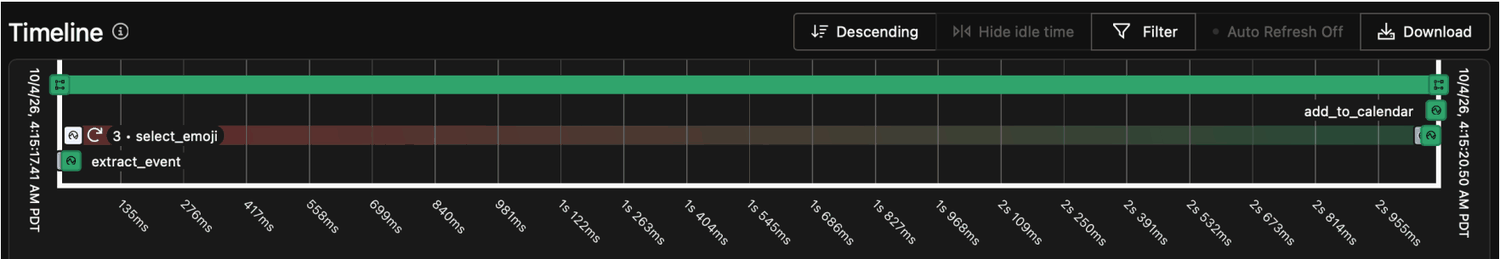 Timeline
Descending
Hide idle time
Filter
Auto Refresh Off
Download
10/4/26, 4:15:17.41 AM PDT
10/4/26, 4:15:20.50 AM PDT
add_to_calendar
3 • select_emoji
extract_event
135ms
276ms
417ms
558ms
699ms
840ms
981ms
1s 122ms
1s 263ms
1s 404ms
1s 545ms
1s 686ms
1s 827ms
1s 968ms
2s 109ms
2s 250ms
2s 391ms
2s 532ms
2s 673ms
2s 814ms
2s 955ms